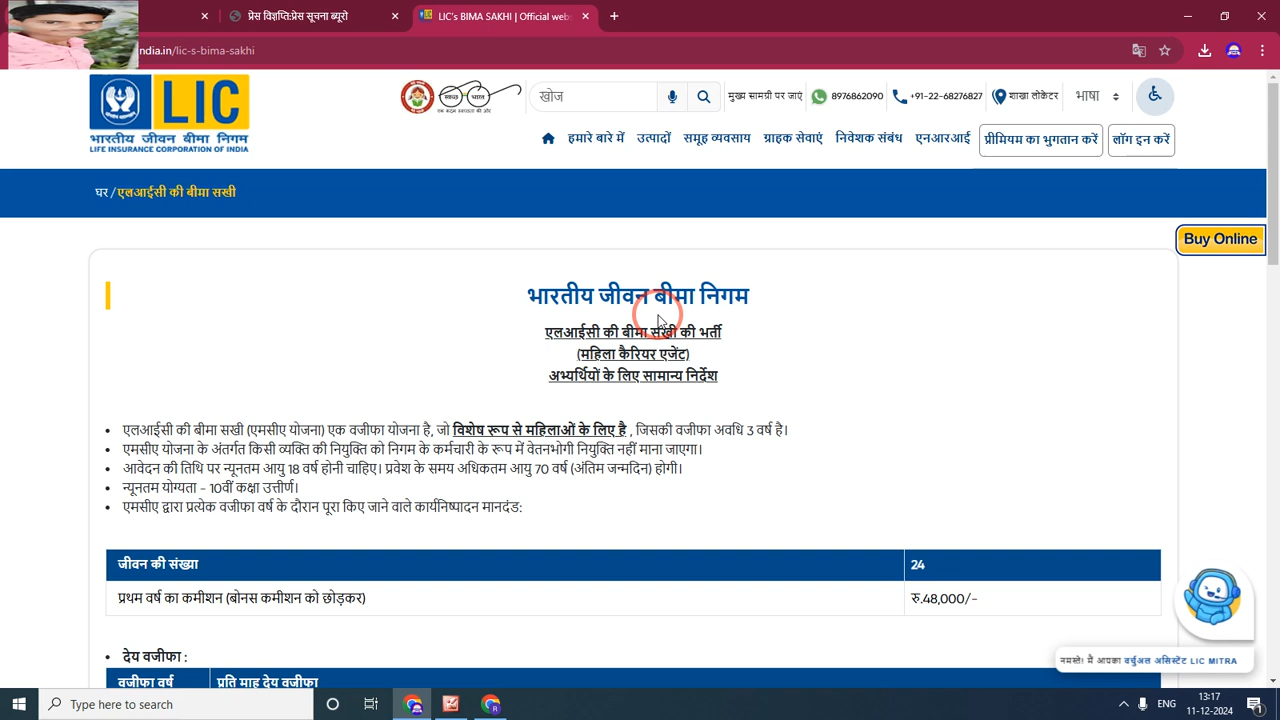 प्रेस विज्ञप्ति:प्रेस सूचना ब्यूरो
LIC's BIMA SAKHI | Official web
ndia.in/lic-s-bima-sakhi
LIC
भारतीय जीवन बीमा निगम
LIFE INSURANCE CORPORATION OF INDIA
खोज
मुख्य सामग्री पर जाएं
8976862090
+91-22-68276827
शाखा लोकेटर
भाषा
हमारे बारे में
उत्पादों
समूह व्यवसाय
ग्राहक सेवाएं
निवेशक संबंध
एनआरआई
प्रीमियम का भुगतान करें
लॉग इन करें
घर / एलआईसी की बीमा सखी
Buy Online
भारतीय जीवन बीमा निगम
एलआईसी की बीमा सखी की भर्ती
(महिला कैरियर एजेंट)
अभ्यर्थियों के लिए सामान्य निर्देश
• एलआईसी की बीमा सखी (एमसीए योजना) एक वजीफा योजना है, जो विशेष रूप से महिलाओं के लिए है , जिसकी वजीफा अवधि 3 वर्ष है।
• एमसीए योजना के अंतर्गत किसी व्यक्ति की नियुक्ति को निगम के कर्मचारी के रूप में वेतनभोगी नियुक्ति नहीं माना जाएगा।
• आवेदन की तिथि पर न्यूनतम आयु 18 वर्ष होनी चाहिए। प्रवेश के समय अधिकतम आयु 70 वर्ष (अंतिम जन्मदिन) होगी।
• न्यूनतम योग्यता - 10वीं कक्षा उत्तीर्ण।
• एमसीए द्वारा प्रत्येक वजीफा वर्ष के दौरान पूरा किए जाने वाले कार्यनिष्पादन मानदंड:
जीवन की संख्या 24
प्रथम वर्ष का कमीशन (बोनस कमीशन को छोड़कर) रु.48,000/-
• देय वजीफा :
वजीफा वर्ष प्रति माह देय वजीफा
नमस्ते! मै आपका वर्चुअल असिस्टेंट LIC MITRA
Type here to search
ENG
13:17
11-12-2024